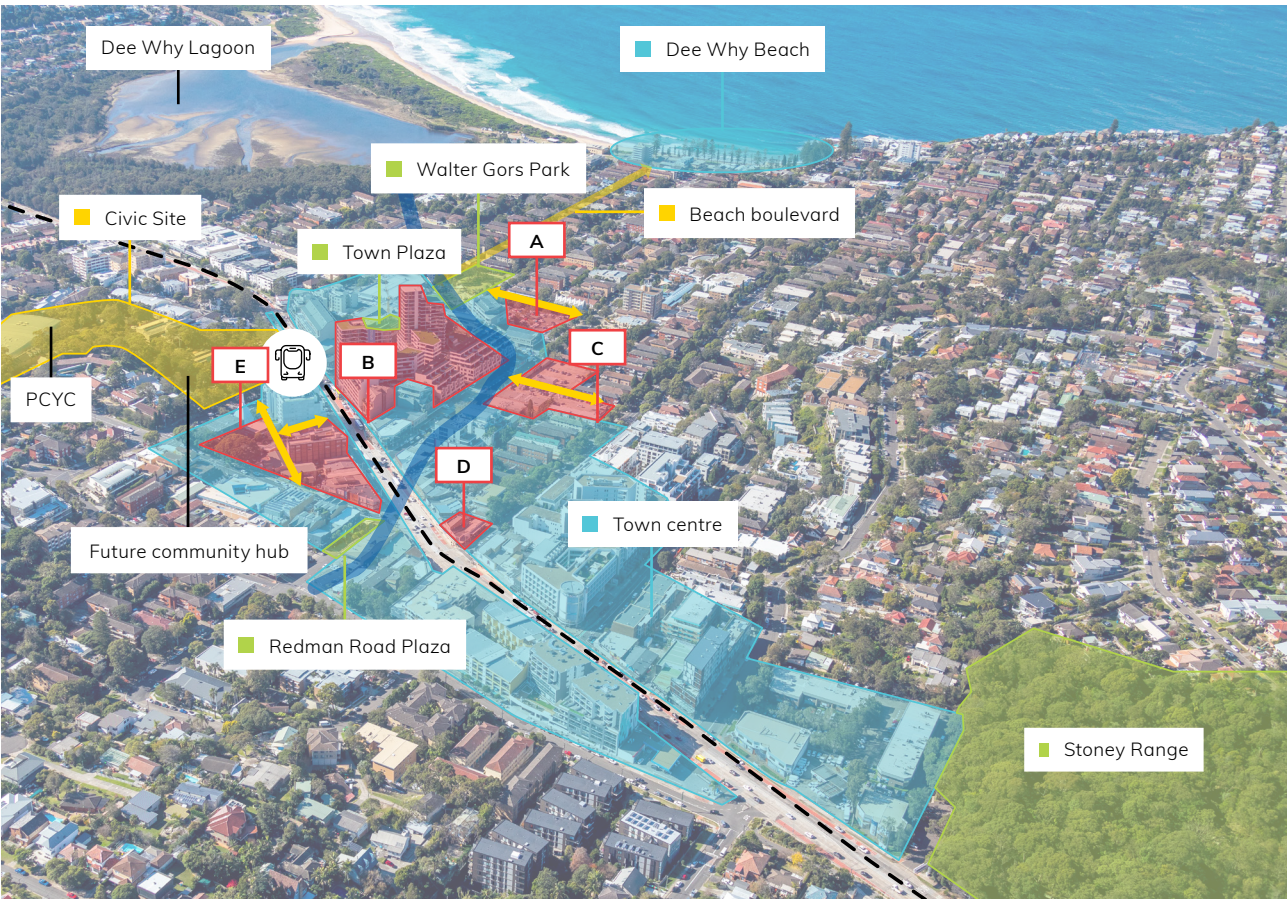 Dee Why Lagoon
Dee Why Beach
Walter Gors Park
Civic Site
Beach boulevard
A
Town Plaza
B
C
E
PCYC
D
Town centre
Future community hub
Redman Road Plaza
Stoney Range